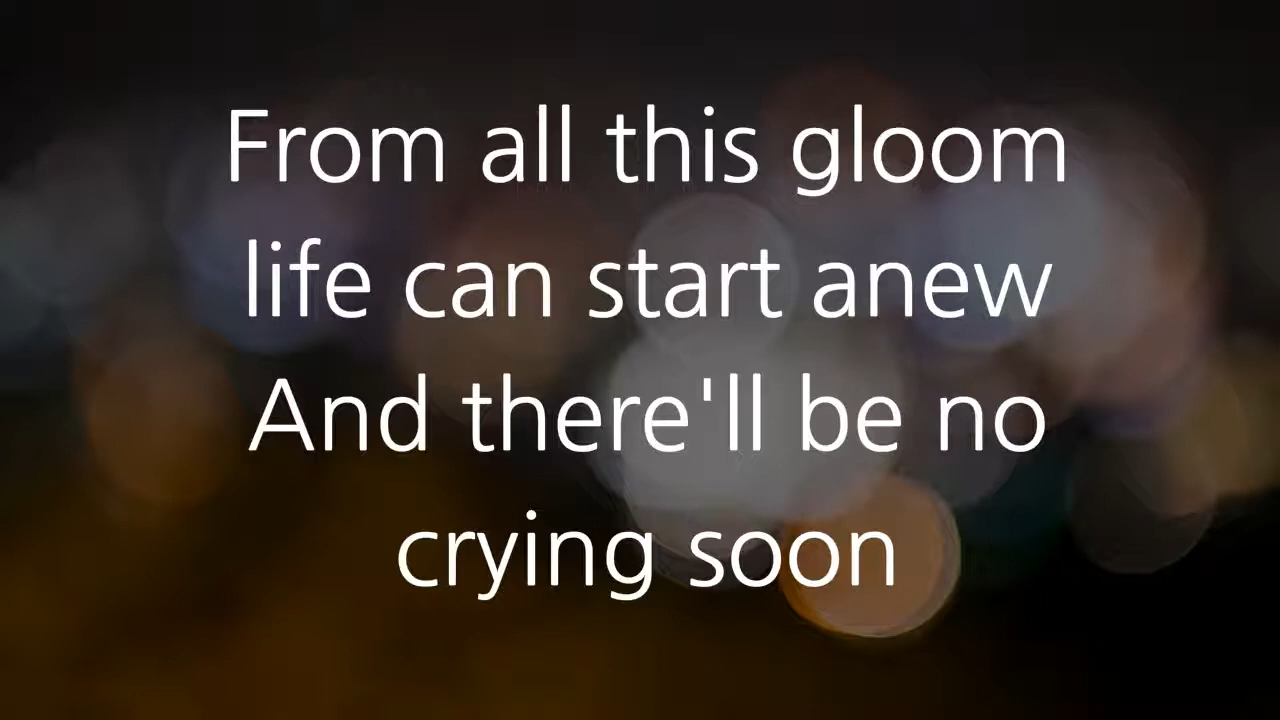 From all this gloom
life can start anew
And there'll be no
crying soon